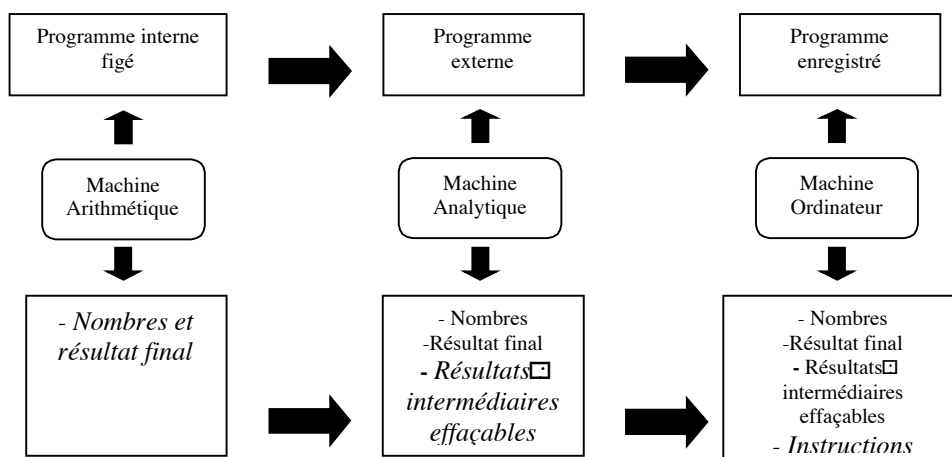 Programme interne
figé
Programme
externe
Programme
enregistré
Machine
Arithmétique
Machine
Analytique
Machine
Ordinateur
- Nombres et
résultat final
- Nombres
-Résultat final
- Résultats
intermédiaires
effaçables
- Nombres
-Résultat final
- Résultats
intermédiaires
effaçables
- Instructions